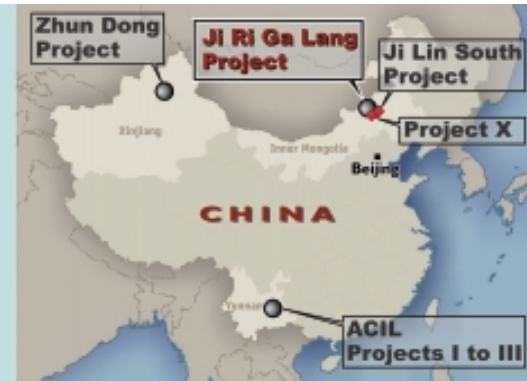 Zhun Dong
Project
Ji Ri Ga Lang
Project
Ji Lin South
Project
Project X
Xinjiang
Inner Mongolia
Beijing
CHINA
Yunnan
ACIL
Projects I to III